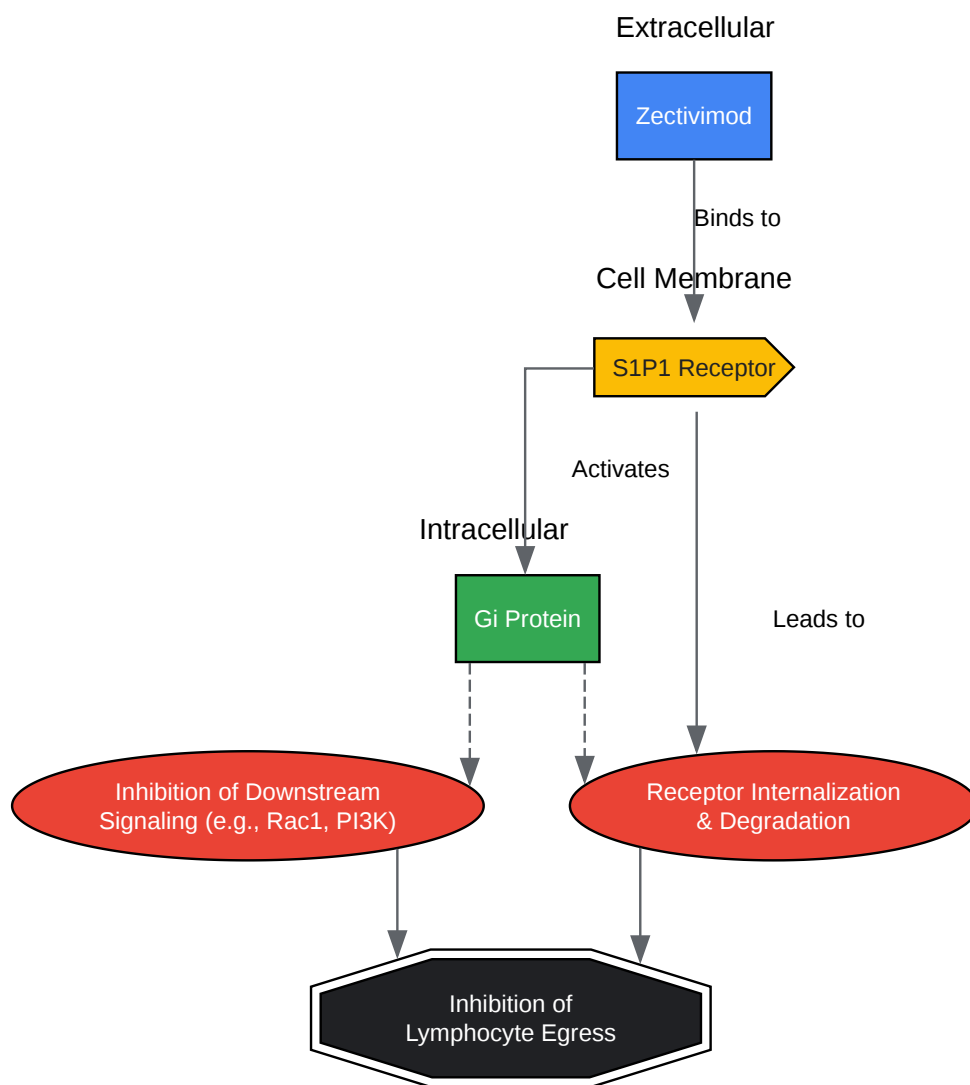 Extracellular
Zectivimod
Binds to
Cell Membrane
S1P1 Receptor
Activates
Intracellular
Gi Protein
Leads to
Inhibition of Downstream
Signaling (e.g., Rac1, PI3K)
Receptor Internalization
& Degradation
Inhibition of
Lymphocyte Egress